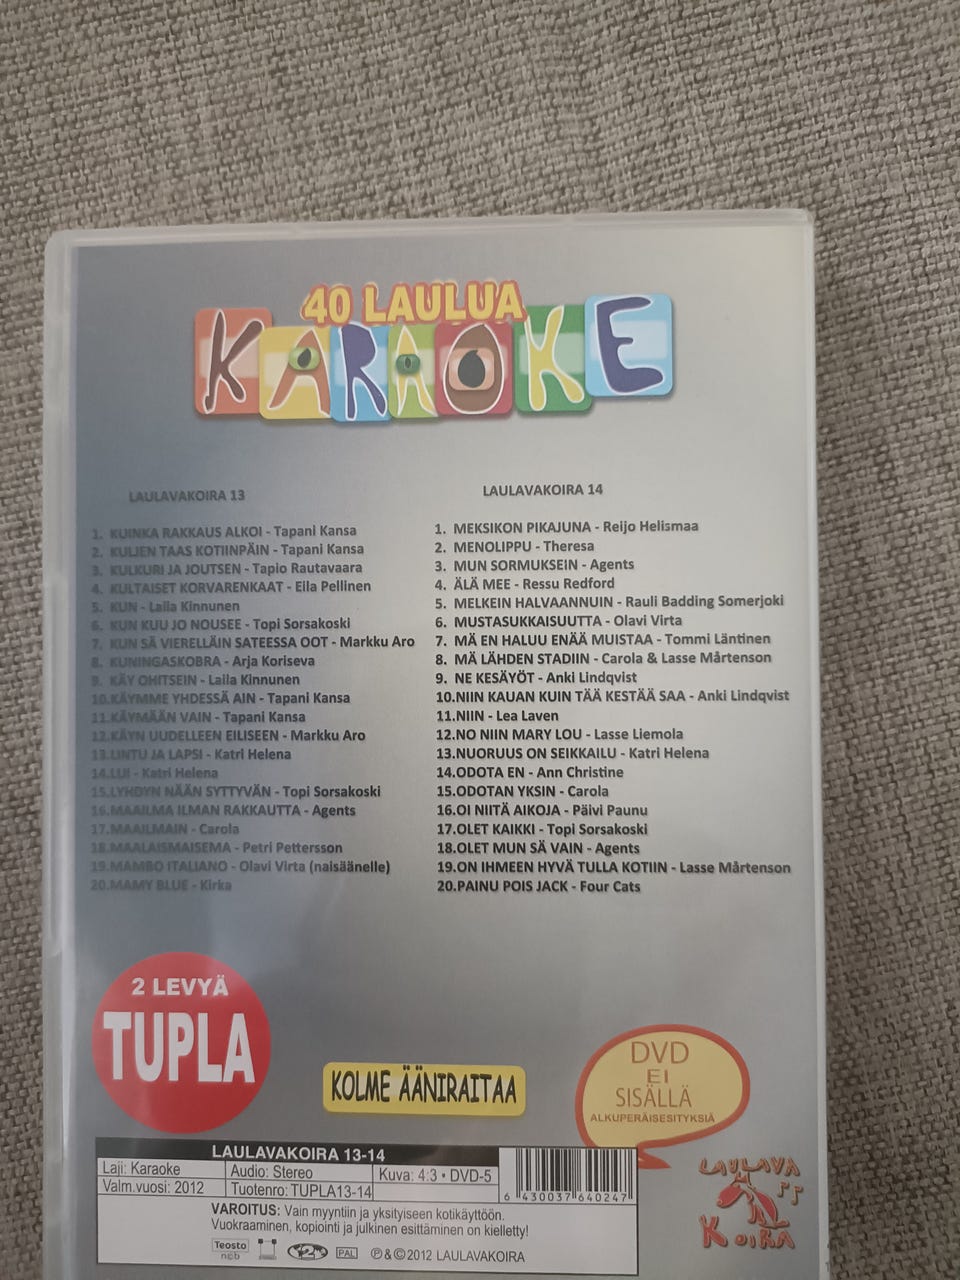 40 LAULUA
KARAOKE
LAULAVAKOIRA 13
1. KUINKA RAKKAUS ALKOI - Tapani Kansa
2. KULJEN TAAS KOTIINPÄIN - Tapani Kansa
3. KULKURI JA JOUTSEN - Tapio Rautavaara
4. KULTAISET KORVARENKAAT - Eila Pellinen
5. KUN - Laila Kinnunen
6. KUN KUU JO NOUSEE - Topi Sorsakoski
7. KUN SÄ VIERELLÄIN SATEESSA OOT - Markku Aro
8. KUNINGASKOBRA - Arja Koriseva
9. KÄY OHITSEIN - Laila Kinnunen
10.KÄYMME YHDESSÄ AIN - Tapani Kansa
11.KÄYMÄÄN VAIN - Tapani Kansa
12.KÄYN UUDELLEEN EILISEEN - Markku Aro
13.LINTU JA LAPSI - Katri Helena
14.LUI - Katri Helena
15.LYHDYN NÄÄN SYTTYVÄN - Topi Sorsakoski
16.MAAILMA ILMAN RAKKAUTTA - Agents
17.MAAILMAIN - Carola
18.MAALAISMAISEMA - Petri Pettersson
19.MAMBO ITALIANO - Olavi Virta (naisäänelle)
20.MAMY BLUE - Kirka
LAULAVAKOIRA 14
1. MEKSIKON PIKAJUNA - Reijo Helismaa
2. MENOLIPPU - Theresa
3. MUN SORMUKSEIN - Agents
4. ÄLÄ MEE - Ressu Redford
5. MELKEIN HALVAANNUIN - Rauli Badding Somerjoki
6. MUSTASUKKAISUUTTA - Olavi Virta
7. MÄ EN HALUU ENÄÄ MUISTAA - Tommi Läntinen
8. MÄ LÄHDEN STADIIN - Carola & Lasse Mårtenson
9. NE KESÄYÖT - Anki Lindqvist
10.NIIN KAUAN KUIN TÄÄ KESTÄÄ SAA - Anki Lindqvist
11.NIIN - Lea Laven
12.NO NIIN MARY LOU - Lasse Liemola
13.NUORUUS ON SEIKKAILU - Katri Helena
14.ODOTA EN - Ann Christine
15.ODOTAN YKSIN - Carola
16.OI NIITÄ AIKOJA - Päivi Paunu
17.OLET KAIKKI - Topi Sorsakoski
18.OLET MUN SÄ VAIN - Agents
19.ON IHMEEN HYVÄ TULLA KOTIIN - Lasse Mårtenson
20.PAINU POIS JACK - Four Cats
2 LEVYÄ
TUPLA
KOLME ÄÄNIRAITAA
DVD
EI
SISÄLLÄ
ALKUPERÄISESITYKSIÄ
LAULAVAKOIRA 13-14
Laji: Karaoke Audio: Stereo Kuva: 4:3 • DVD-5
Valm.vuosi: 2012 Tuotenro: TUPLA13-14
6 430037 640247
VAROITUS: Vain myyntiin ja yksityiseen kotikäyttöön.
Vuokraaminen, kopiointi ja julkinen esittäminen on kielletty!
Teosto
ncb
2
PAL
℗&©2012 LAULAVAKOIRA
LAULAVA
KOIRA